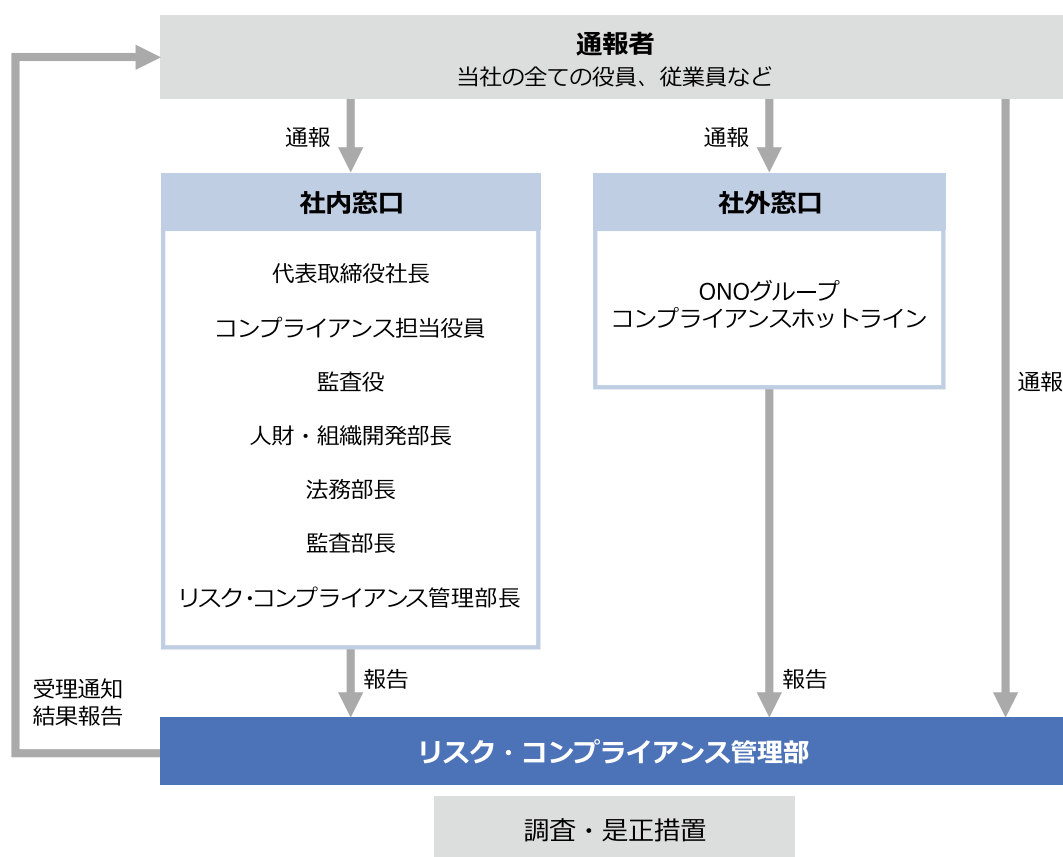 通報者
当社の全ての役員、従業員など
通報
通報
社内窓口
社外窓口
代表取締役社長
コンプライアンス担当役員
監査役
人財・組織開発部長
法務部長
監査部長
リスク・コンプライアンス管理部長
ONOグループ
コンプライアンスホットライン
通報
報告
報告
受理通知
結果報告
リスク・コンプライアンス管理部
調査・是正措置